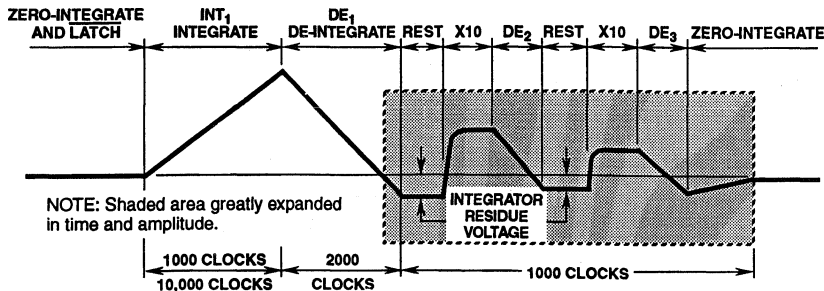 ZERO-INTEGRATE AND LATCH
INT1 INTEGRATE
DE1 DE-INTEGRATE
REST
X10
DE2
REST
X10
DE3
ZERO-INTEGRATE
NOTE: Shaded area greatly expanded
in time and amplitude.
INTEGRATOR
RESIDUE
VOLTAGE
1000 CLOCKS
10,000 CLOCKS
2000
CLOCKS
1000 CLOCKS